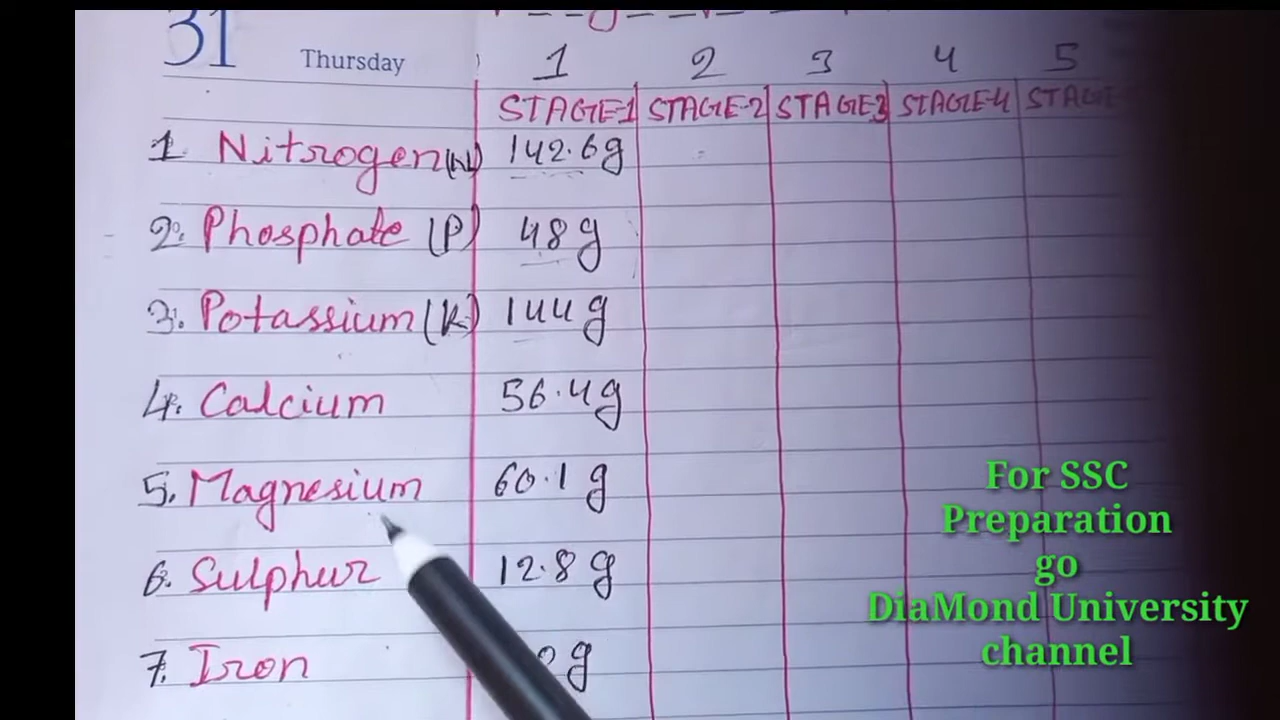 31 Thursday
1 2 3 4 5
STAGE-1 STAGE-2 STAGE3 STAGE-4 STAGE
1. Nitrogen (N) 142.6g
2. Phosphate (P) 48g
3. Potassium (K) 144g
4. Calcium 56.4g
5. Magnesium 60.1g
6. Sulphur 12.8g
7. Iron g
For SSC
Preparation
go
DiaMond University
channel